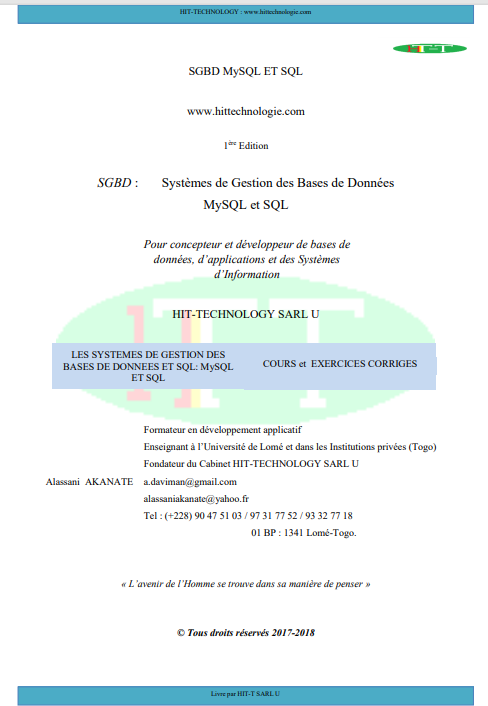 HIT-TECHNOLOGY : www.hittechnologie.com
HIT-T
SGBD MySQL ET SQL
www.hittechnologie.com
1ère Edition
SGBD : Systèmes de Gestion des Bases de Données
MySQL et SQL
Pour concepteur et développeur de bases de
données, d'applications et des Systèmes
d'Information
HIT-TECHNOLOGY SARL U
LES SYSTEMES DE GESTION DES
BASES DE DONNEES ET SQL: MySQL
ET SQL
COURS et EXERCICES CORRIGES
Formateur en développement applicatif
Enseignant à l'Université de Lomé et dans les Institutions privées (Togo)
Fondateur du Cabinet HIT-TECHNOLOGY SARL U
Alassani AKANATE a.daviman@gmail.com
alassaniakanate@yahoo.fr
Tel : (+228) 90 47 51 03 / 97 31 77 52 / 93 32 77 18
01 BP : 1341 Lomé-Togo.
« L'avenir de l'Homme se trouve dans sa manière de penser »
© Tous droits réservés 2017-2018
Livre par HIT-T SARL U